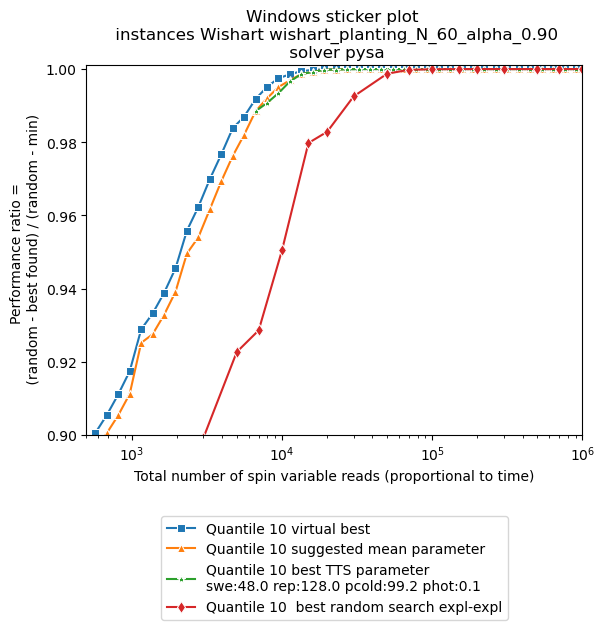 Windows sticker plot
instances Wishart wishart_planting_N_60_alpha_0.90
solver pysa
1.00
0.98
0.96
0.94
0.92
0.90
Performance ratio =
(random - best found) / (random - min)
10³
10⁴
10⁵
10⁶
Total number of spin variable reads (proportional to time)
Quantile 10 virtual best
Quantile 10 suggested mean parameter
Quantile 10 best TTS parameter
swe:48.0 rep:128.0 pcold:99.2 phot:0.1
Quantile 10  best random search expl-expl